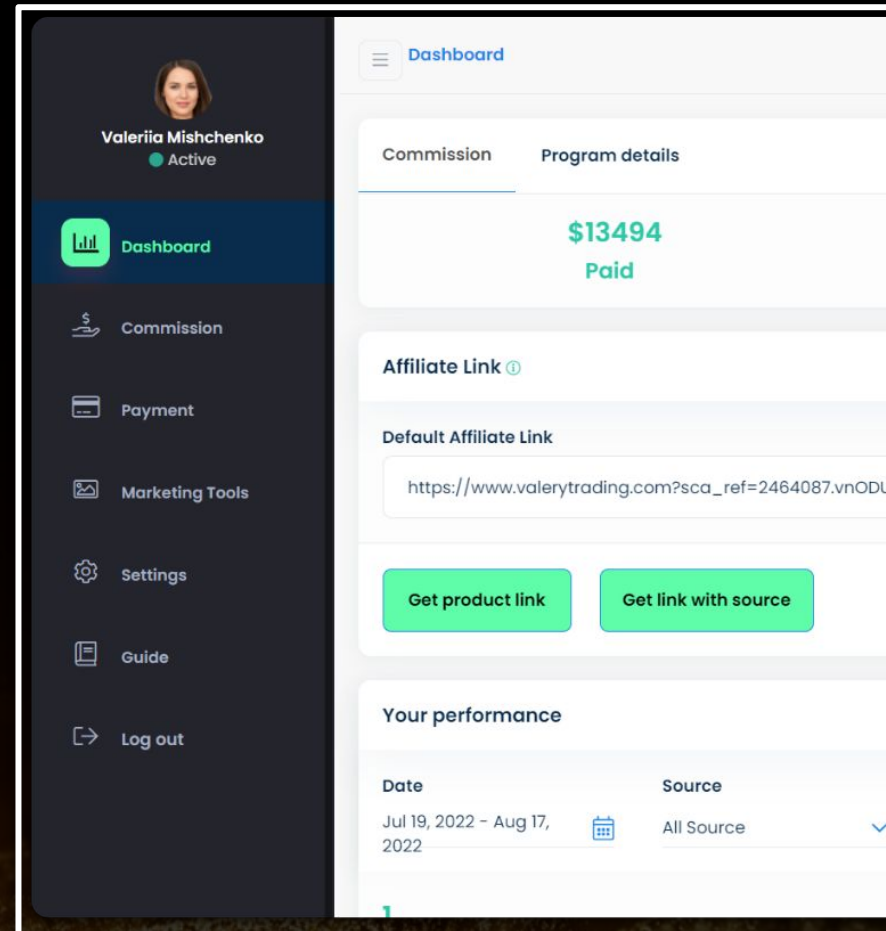 Valeriia Mishchenko
Active
Dashboard
Commission
Payment
Marketing Tools
Settings
Guide
Log out
Dashboard
Commission Program details
$13494
Paid
Affiliate Link
Default Affiliate Link
https://www.valerytrading.com?sca_ref=2464087.vnODU
Get product link Get link with source
Your performance
Date Source
Jul 19, 2022 - Aug 17, All Source
2022